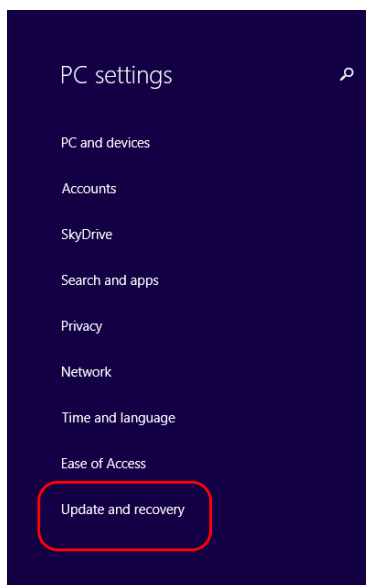 PC settings
PC and devices
Accounts
SkyDrive
Search and apps
Privacy
Network
Time and language
Ease of Access
Update and recovery